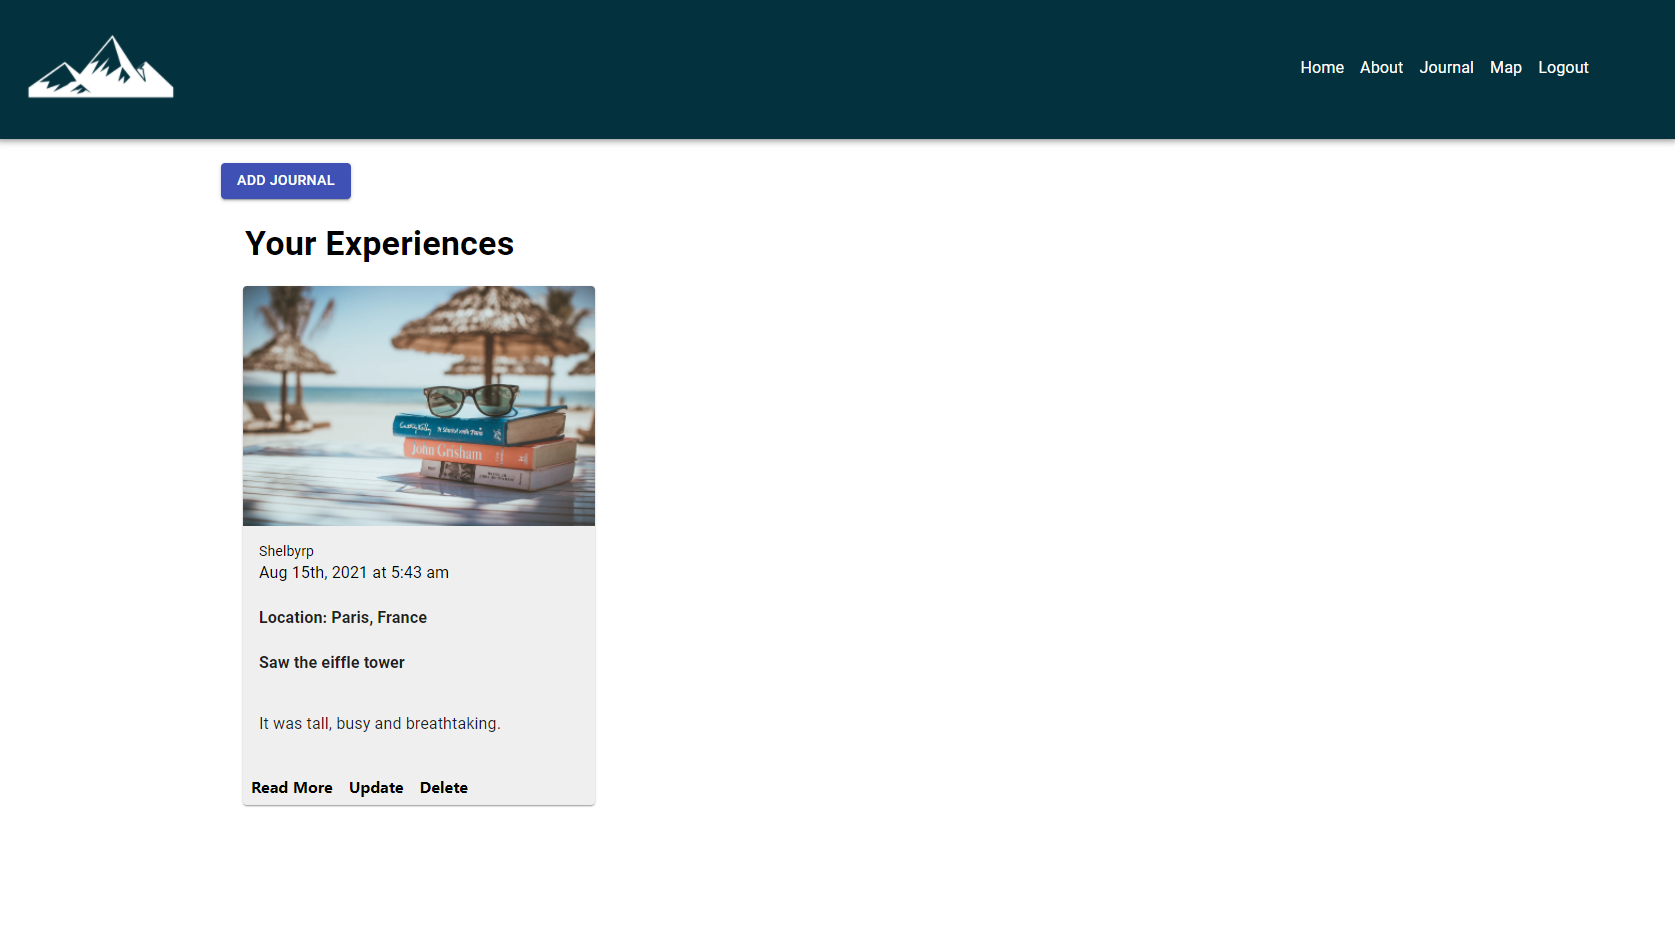 Home About Journal Map Logout
ADD JOURNAL
Your Experiences
John Grisham
Shelbyrp
Aug 15th, 2021 at 5:43 am
Location: Paris, France
Saw the eiffle tower
It was tall, busy and breathtaking.
Read More Update Delete